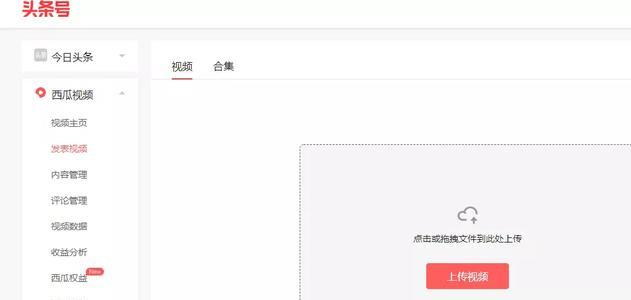 头条号
今日头条
西瓜视频
视频主页
发表视频
内容管理
评论管理
视频数据
收益分析
西瓜权益 New
视频 合集
点击或拖拽文件到此处上传
上传视频